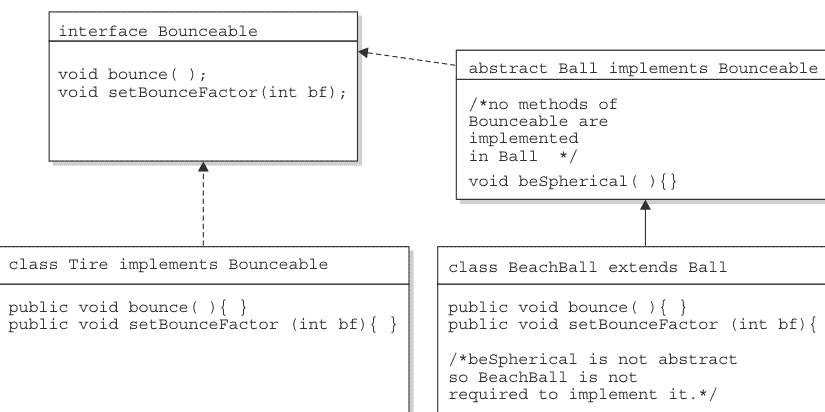 interface Bounceable
void bounce( );
void setBounceFactor(int bf);
abstract Ball implements Bounceable
/*no methods of
Bounceable are
implemented
in Ball */
void beSpherical( ){}
class Tire implements Bounceable
public void bounce( ){ }
public void setBounceFactor (int bf){ }
class BeachBall extends Ball
public void bounce( ){ }
public void setBounceFactor (int bf){
/*beSpherical is not abstract
so BeachBall is not
required to implement it.*/